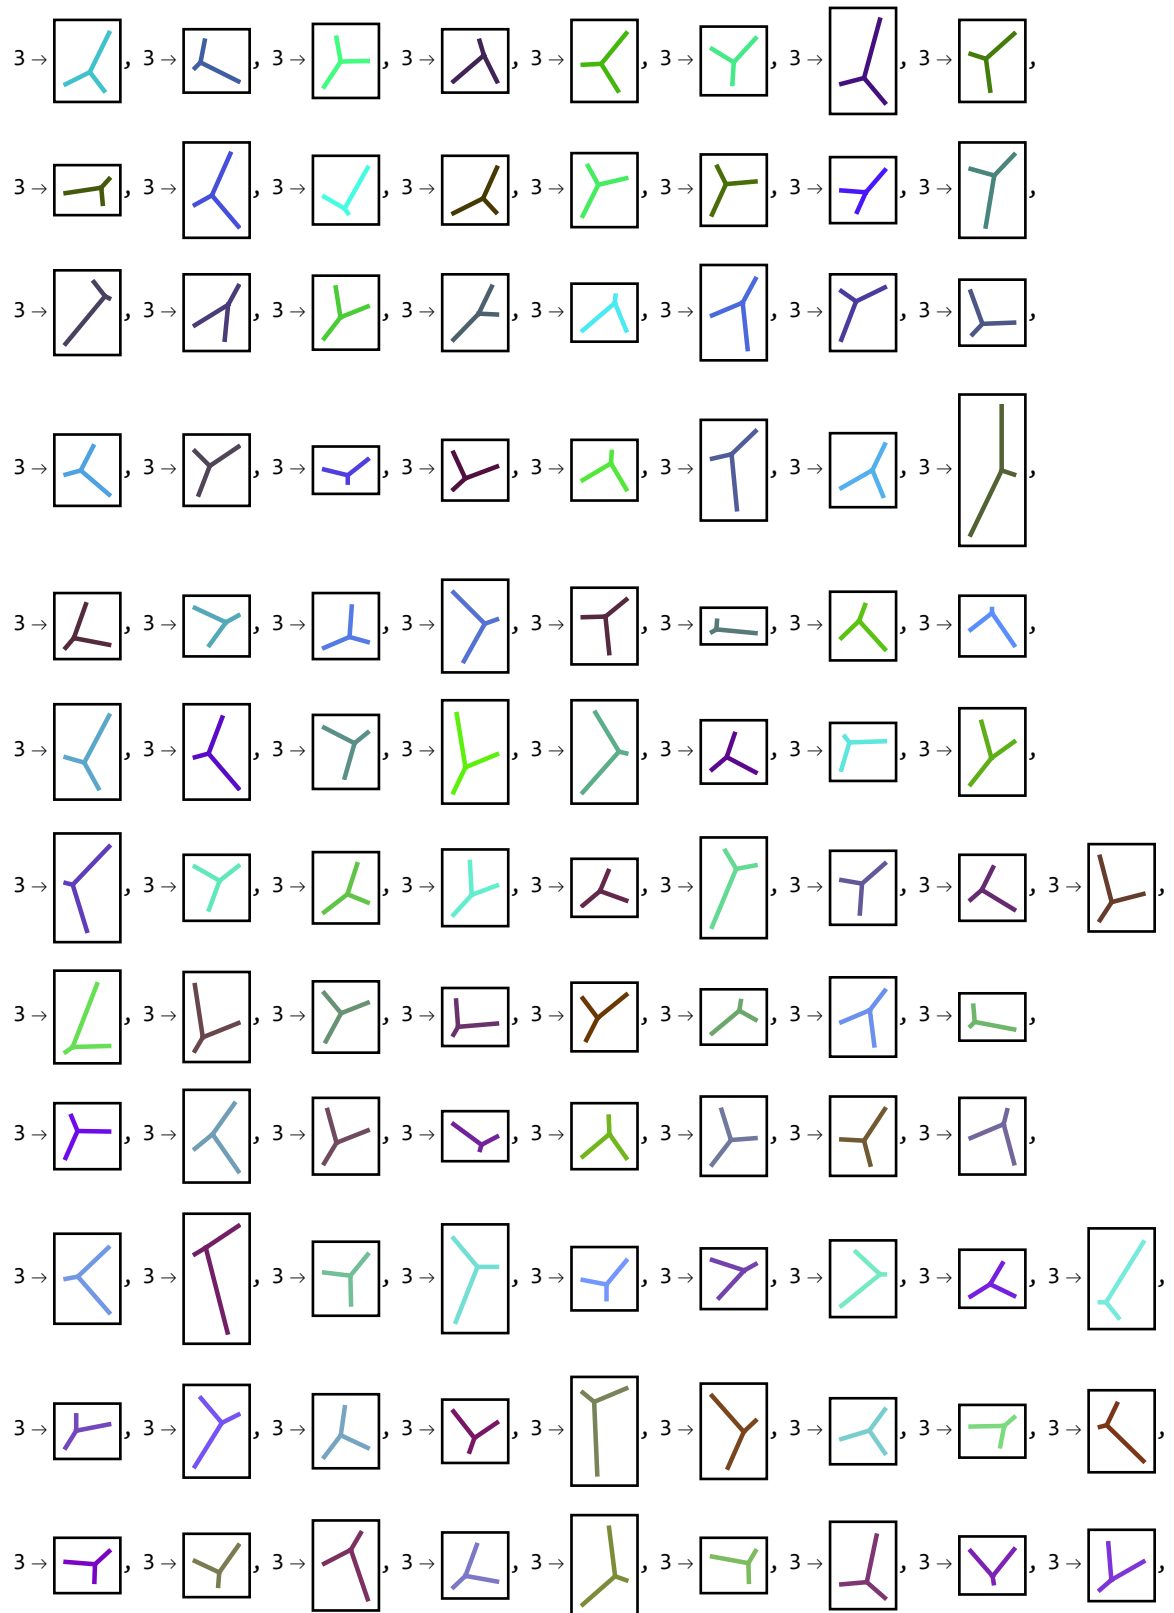 3 → , 3 → , 3 → , 3 → , 3 → , 3 → , 3 → , 3 → ,
3 → , 3 → , 3 → , 3 → , 3 → , 3 → , 3 → , 3 → ,
3 → , 3 → , 3 → , 3 → , 3 → , 3 → , 3 → , 3 → ,
3 → , 3 → , 3 → , 3 → , 3 → , 3 → , 3 → , 3 → ,
3 → , 3 → , 3 → , 3 → , 3 → , 3 → , 3 → , 3 → ,
3 → , 3 → , 3 → , 3 → , 3 → , 3 → , 3 → , 3 → ,
3 → , 3 → , 3 → , 3 → , 3 → , 3 → , 3 → , 3 → , 3 → ,
3 → , 3 → , 3 → , 3 → , 3 → , 3 → , 3 → , 3 → ,
3 → , 3 → , 3 → , 3 → , 3 → , 3 → , 3 → , 3 → ,
3 → , 3 → , 3 → , 3 → , 3 → , 3 → , 3 → , 3 → , 3 → ,
3 → , 3 → , 3 → , 3 → , 3 → , 3 → , 3 → , 3 → , 3 → ,
3 → , 3 → , 3 → , 3 → , 3 → , 3 → , 3 → , 3 → , 3 → ,